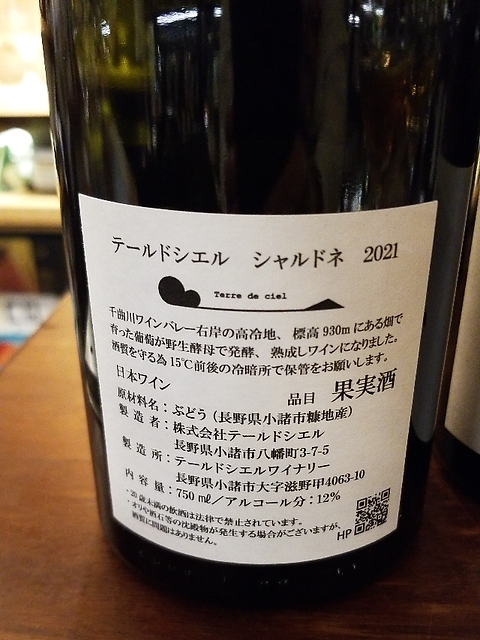 テールドシエル シャルドネ 2021
Terre de ciel
千曲川ワインバレー右岸の高冷地、標高930mにある畑で
育った葡萄が野生酵母で発酵、熟成しワインになりました。
酒質を守る為15℃前後の冷暗所で保管をお願いします。
日本ワイン 品目 果実酒
原材料名：ぶどう（長野県小諸市糠地産）
製造者：株式会社テールドシエル
長野県小諸市八幡町3-7-5
製造所：テールドシエルワイナリー
長野県小諸市大字滋野甲4063-10
内容量：750㎖／アルコール分：12%
・20歳未満の飲酒は法律で禁止されています。
・オリや酒石等の沈殿物が発生する場合がございますが、
酒質に問題はありません。
HP